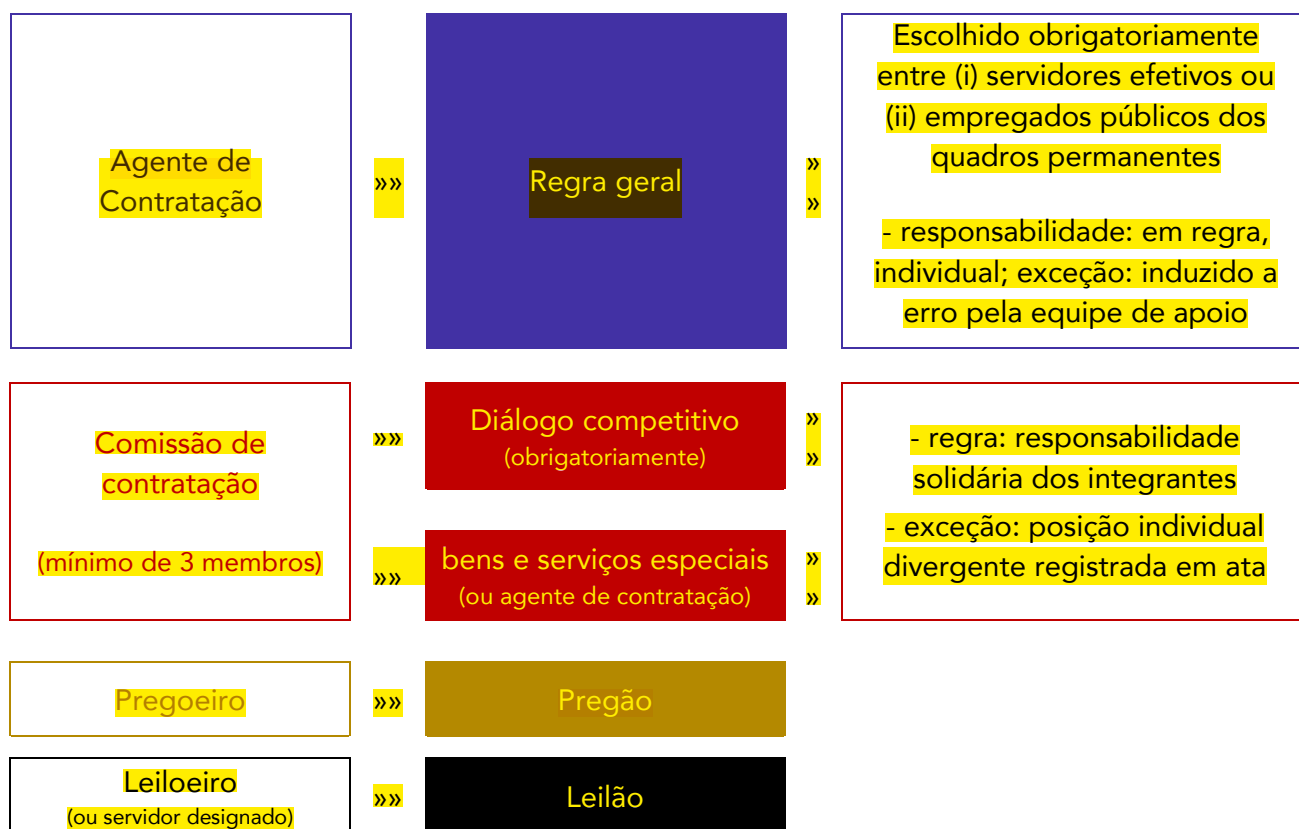 Agente de
Contratação
»»
Regra geral
»
»
Escolhido obrigatoriamente
entre (i) servidores efetivos ou
(ii) empregados públicos dos
quadros permanentes
- responsabilidade: em regra,
individual; exceção: induzido a
erro pela equipe de apoio
Comissão de
contratação
(mínimo de 3 membros)
»»
Diálogo competitivo
(obrigatoriamente)
»
»
»»
bens e serviços especiais
(ou agente de contratação)
»
»
- regra: responsabilidade
solidária dos integrantes
- exceção: posição individual
divergente registrada em ata
Pregoeiro
»»
Pregão
Leiloeiro
(ou servidor designado)
»»
Leilão